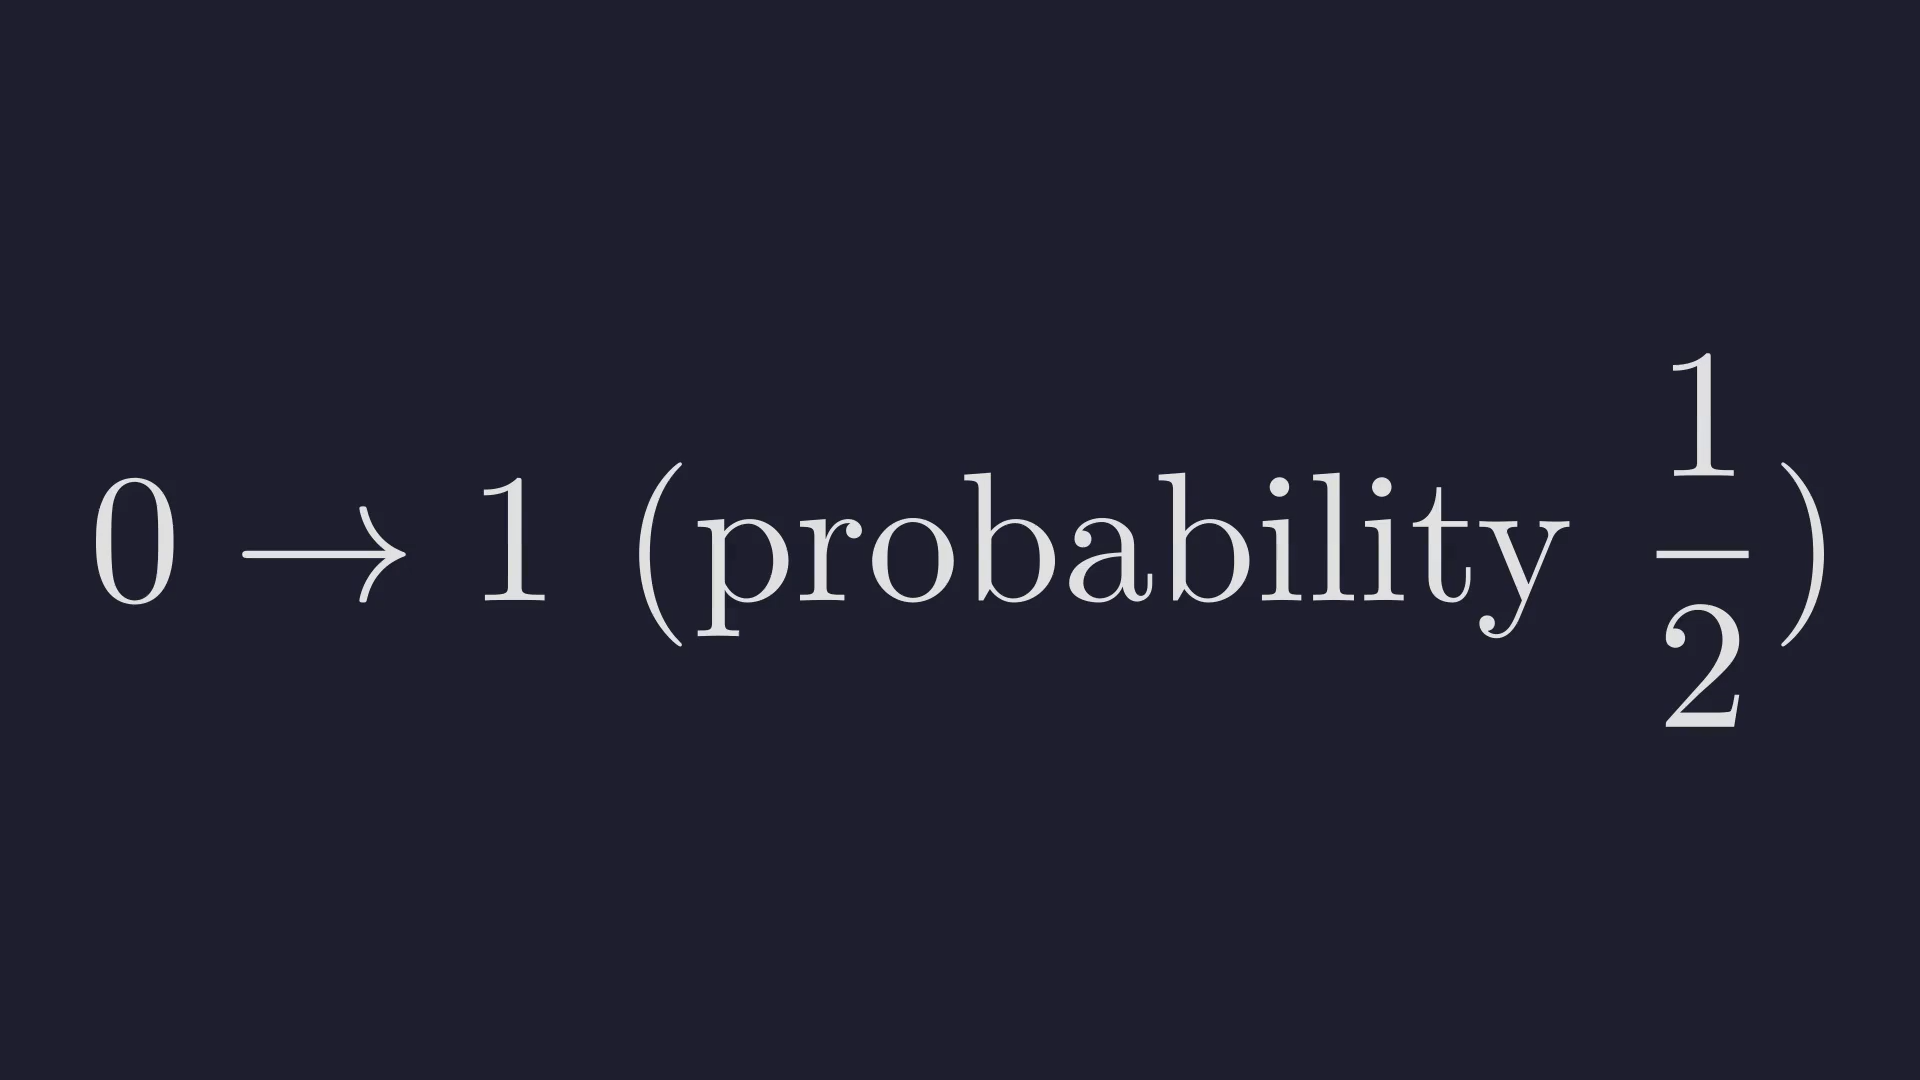 0 → 1 (probability 1/2)